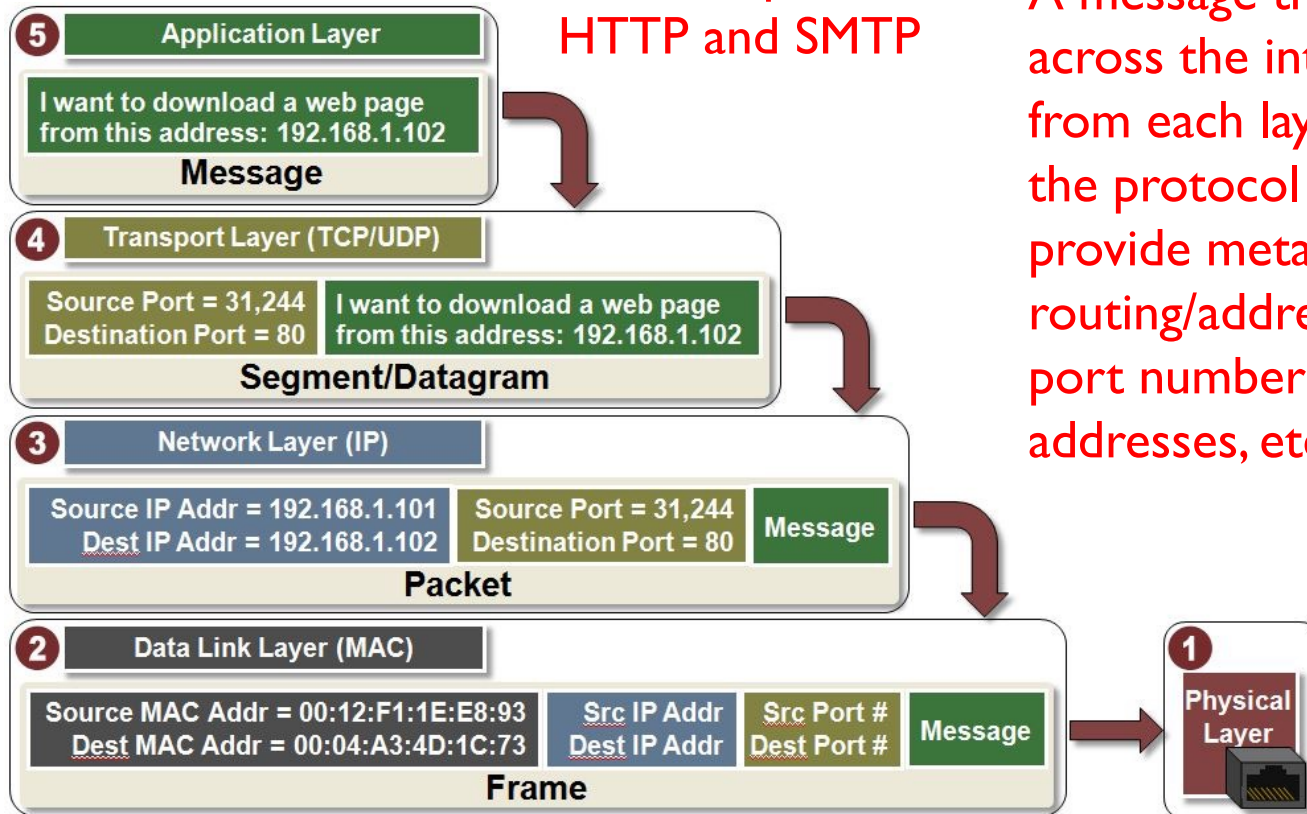 HTTP and SMTP
A message
across the
from each
the protocol
provide
port number
addresses,
5
Application Layer
I want to download a web page
from this address: 192.168.1.102
Message
4
Transport Layer (TCP/UDP)
Source Port = 31,244
Destination Port = 80
I want to download a web page
from this address: 192.168.1.102
Segment/Datagram
3
Network Layer (IP)
Source IP Addr = 192.168.1.101
Dest IP Addr = 192.168.1.102
Source Port = 31,244
Destination Port = 80
Message
Packet
2
Data Link Layer (MAC)
Source MAC Addr = 00:12:F1:1E:E8:93
Dest MAC Addr = 00:04:A3:4D:1C:73
Src IP Addr
Dest IP Addr
Src Port #
Dest Port #
Message
Frame
1
Physical
Layer